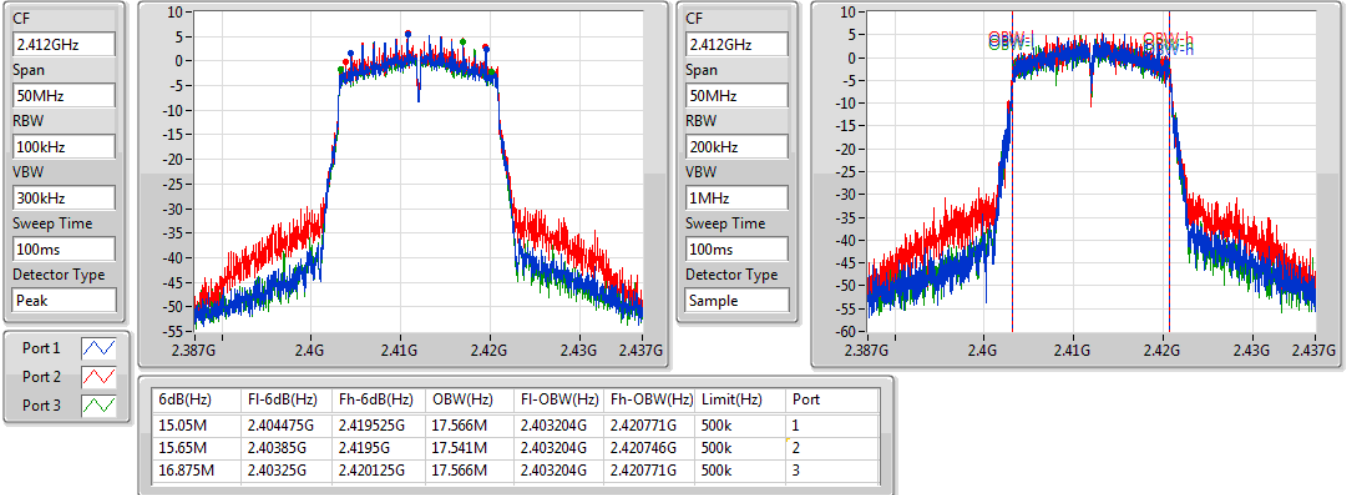 CF
2.412GHz
Span
50MHz
RBW
100kHz
VBW
300kHz
Sweep Time
100ms
Detector Type
Peak
10
5
0
-5
-10
-15
-20
-25
-30
-35
-40
-45
-50
-55
2.387G 2.4G 2.41G 2.42G 2.43G 2.437G
CF
2.412GHz
Span
50MHz
RBW
200kHz
VBW
1MHz
Sweep Time
100ms
Detector Type
Sample
10
5
0
-5
-10
-15
-20
-25
-30
-35
-40
-45
-50
-55
-60
OBW-h
2.387G 2.4G 2.41G 2.42G 2.43G 2.437G
Port 1
Port 2
Port 3
6dB(Hz) Fl-6dB(Hz) Fh-6dB(Hz) OBW(Hz) Fl-OBW(Hz) Fh-OBW(Hz) Limit(Hz) Port
15.05M 2.404475G 2.419525G 17.566M 2.403204G 2.420771G 500k 1
15.65M 2.40385G 2.4195G 17.541M 2.403204G 2.420746G 500k 2
16.875M 2.40325G 2.420125G 17.566M 2.403204G 2.420771G 500k 3